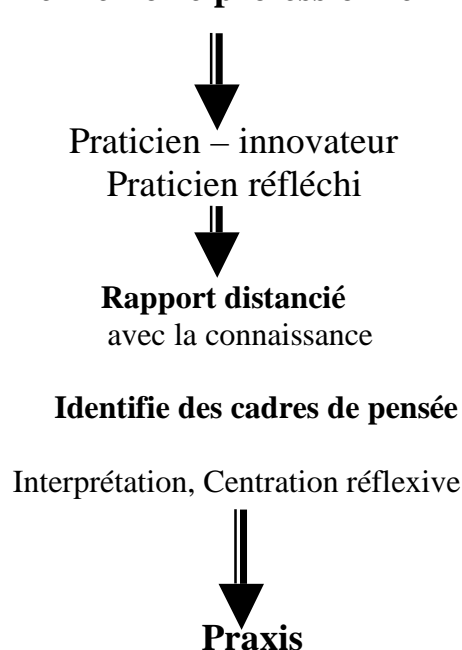 Praticien – innovateur
Praticien réfléchi
Rapport distancié
avec la connaissance
Identifie des cadres de pensée
Interprétation, Centration réflexive
Praxis